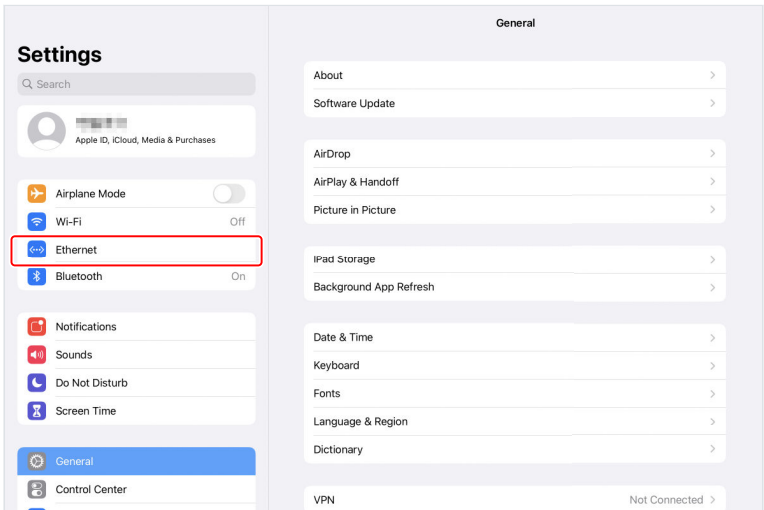 Settings
Search
Apple ID, iCloud, Media & Purchases
Airplane Mode
Wi-Fi Off
Ethernet
Bluetooth On
Notifications
Sounds
Do Not Disturb
Screen Time
General
Control Center
General
About
Software Update
AirDrop
AirPlay & Handoff
Picture in Picture
iPad Storage
Background App Refresh
Date & Time
Keyboard
Fonts
Language & Region
Dictionary
VPN Not Connected